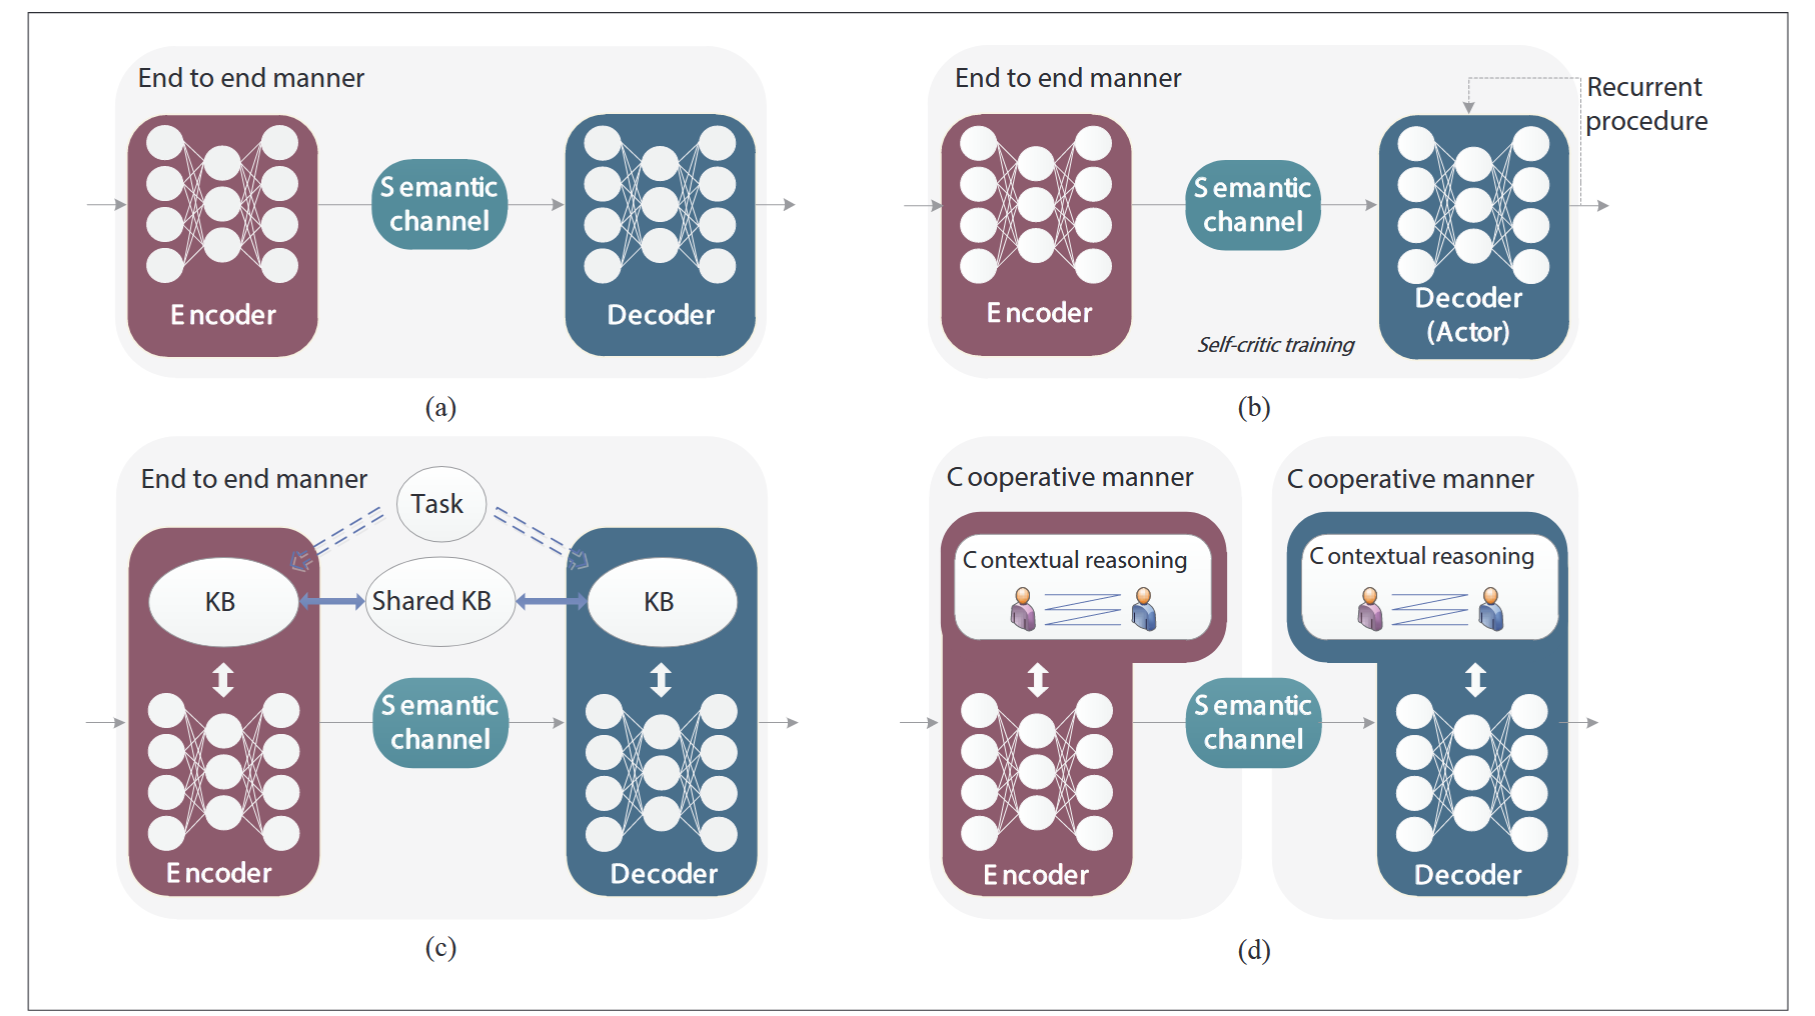 End to end manner
Semantic
channel
Encoder
Decoder
(a)
End to end manner
Recurrent
procedure
Semantic
channel
Encoder
Decoder
(Actor)
Self-critic training
(b)
End to end manner
Task
KB
Shared KB
KB
Semantic
channel
Encoder
Decoder
(c)
Cooperative manner
Contextual reasoning
Cooperative manner
Contextual reasoning
Semantic
channel
Encoder
Decoder
(d)